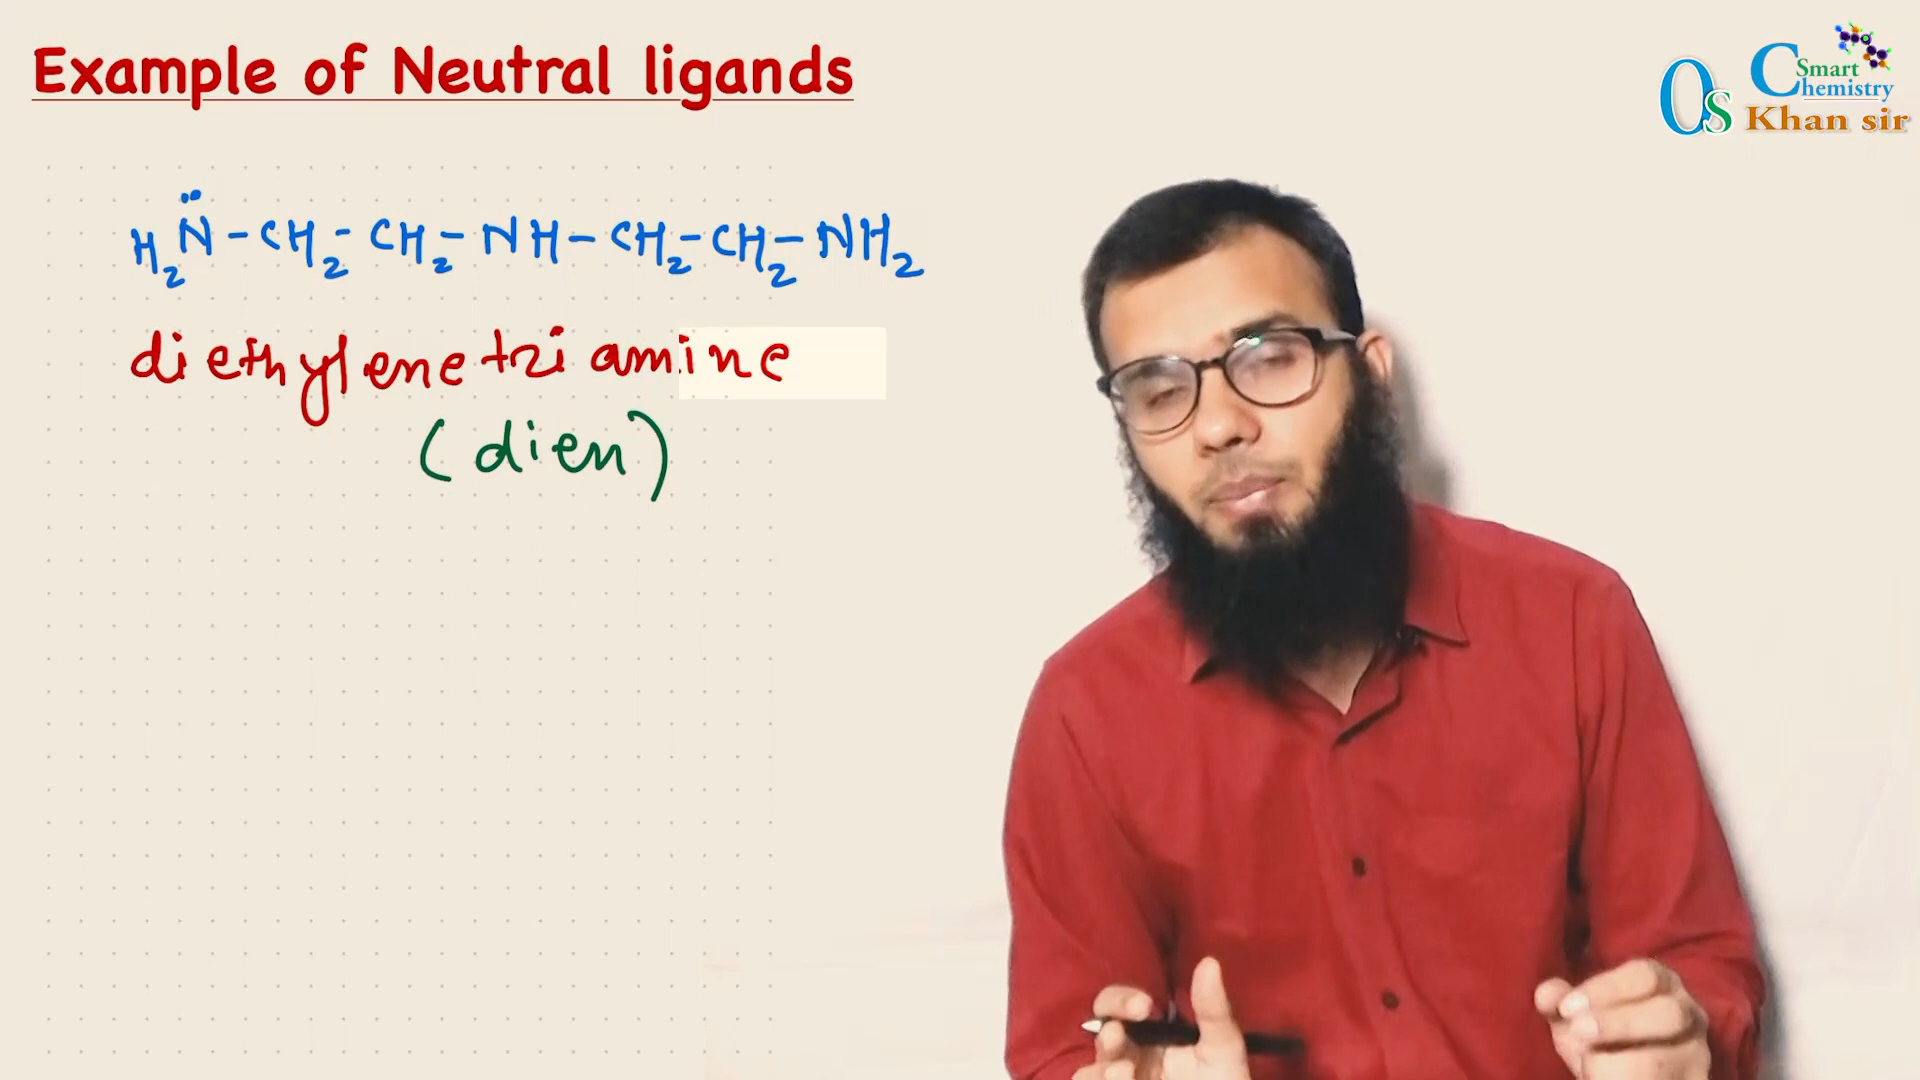 Example of Neutral ligands
Os Smart Chemistry
Khan sir
H₂N̈-CH₂-CH₂-NH-CH₂-CH₂-NH₂
diethylenetriamine
(dien)